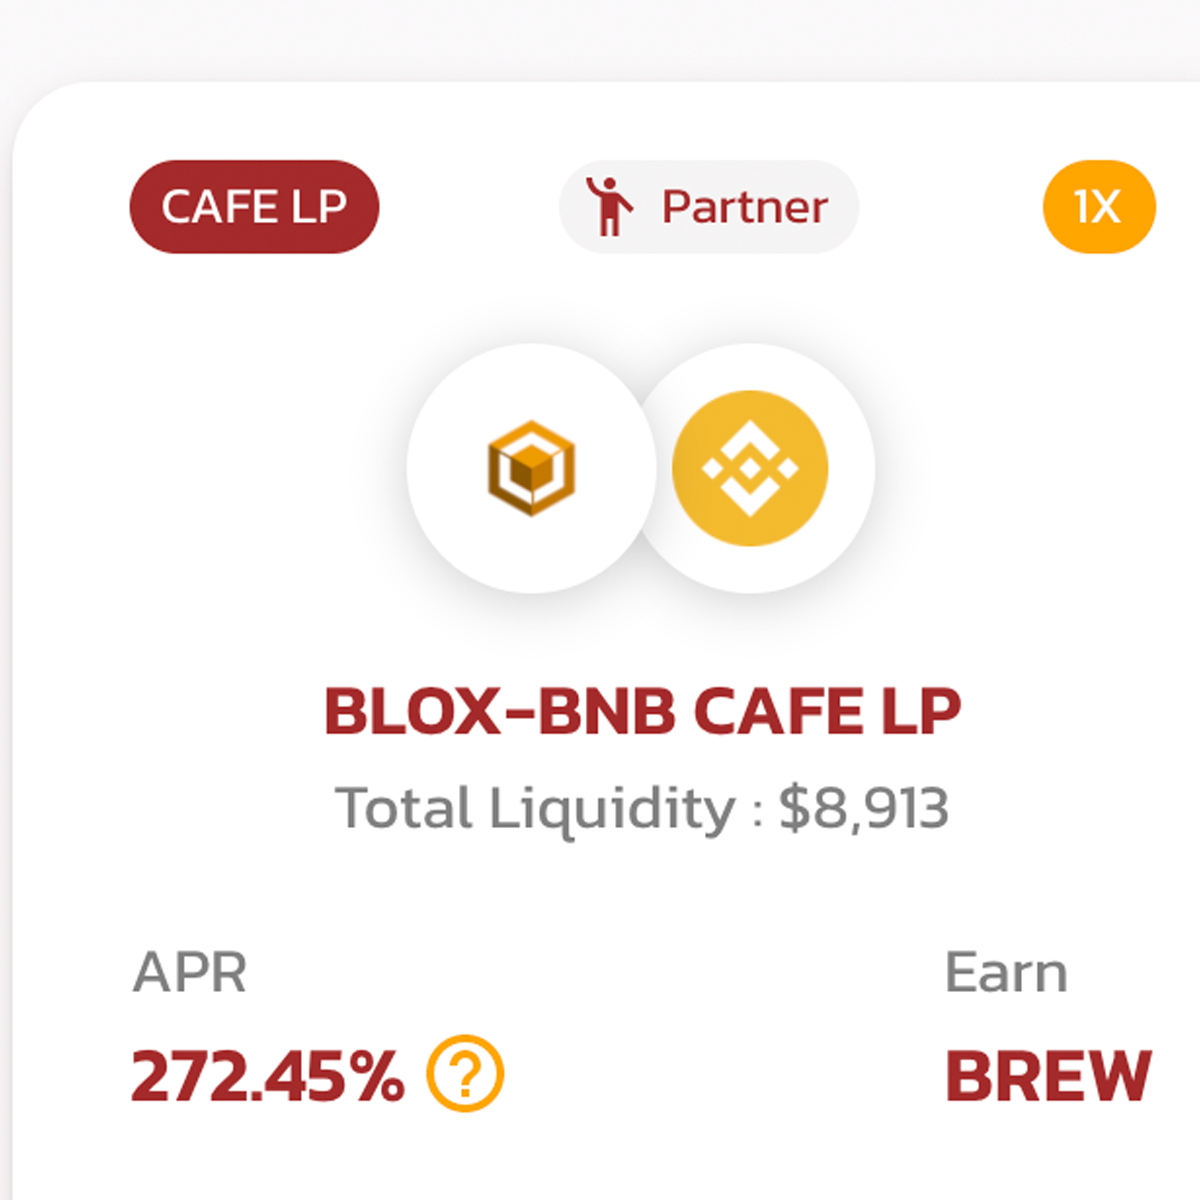 CAFE LP Partner 1X
BLOX-BNB CAFE LP
Total Liquidity : $8,913
APR Earn
272.45% ? BREW